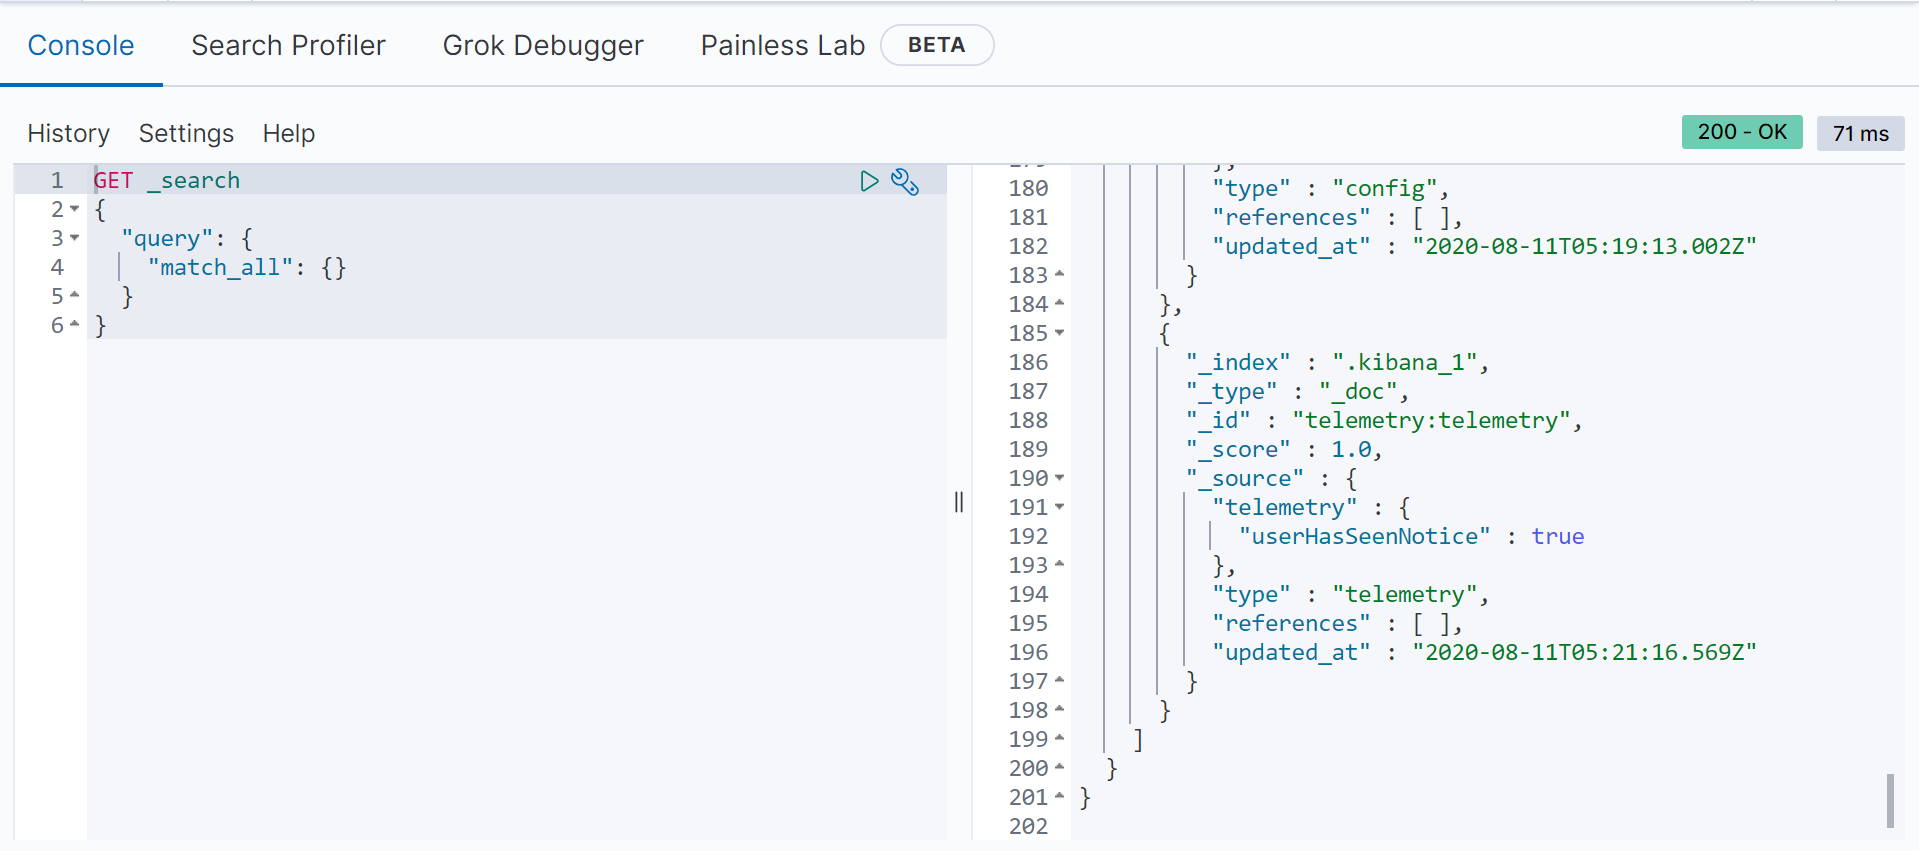 Console Search Profiler Grok Debugger Painless Lab BETA
History Settings Help
200 - OK 71 ms
1 GET _search
2 {
3 "query": {
4 "match_all": {}
5 }
6 }
179 },
180 "type" : "config",
181 "references" : [ ],
182 "updated_at" : "2020-08-11T05:19:13.002Z"
183 }
184 },
185 {
186 "_index" : ".kibana_1",
187 "_type" : "_doc",
188 "_id" : "telemetry:telemetry",
189 "_score" : 1.0,
190 "_source" : {
191 "telemetry" : {
192 "userHasSeenNotice" : true
193 },
194 "type" : "telemetry",
195 "references" : [ ],
196 "updated_at" : "2020-08-11T05:21:16.569Z"
197 }
198 }
199 ]
200 }
201 }
202